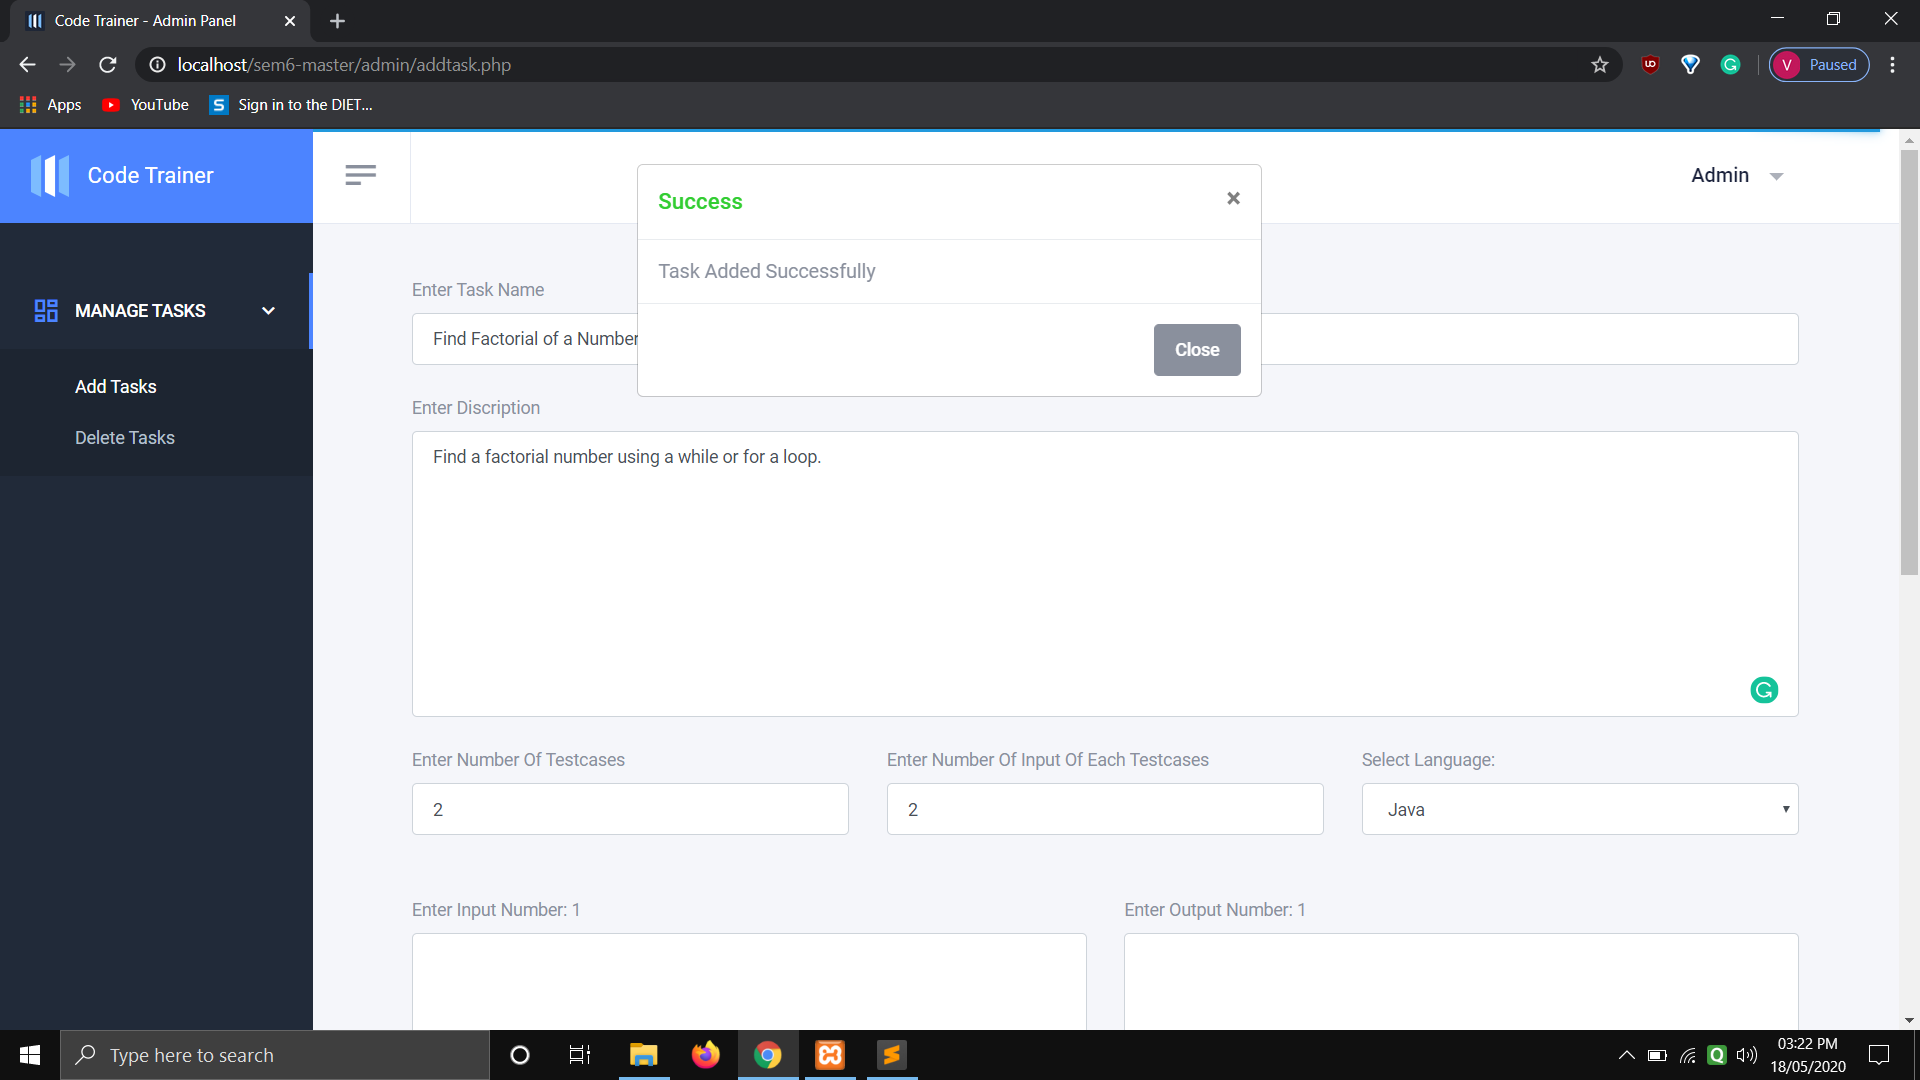 Code Trainer - Admin Panel
localhost/sem6-master/admin/addtask.php
V Paused
Apps YouTube S Sign in to the DIET...
Code Trainer
Admin
Success
×
Task Added Successfully
Close
MANAGE TASKS
Add Tasks
Delete Tasks
Enter Task Name
Find Factorial of a Number
Enter Discription
Find a factorial number using a while or for a loop.
Enter Number Of Testcases Enter Number Of Input Of Each Testcases Select Language:
2 2 Java
Enter Input Number: 1 Enter Output Number: 1
Type here to search
03:22 PM
18/05/2020